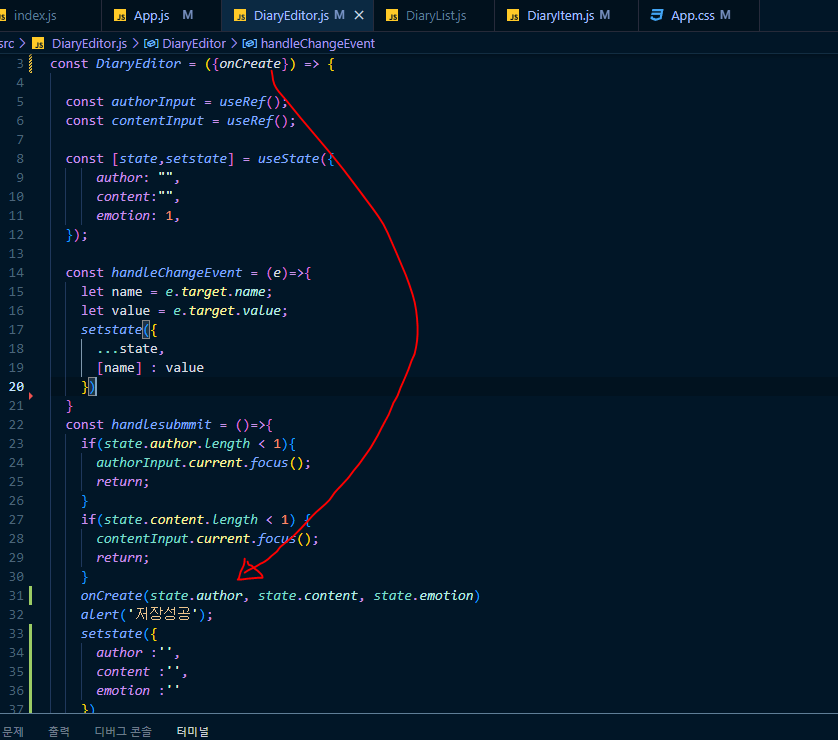 index.js App.js M DiaryEditor.js M DiaryList.js DiaryItem.js M App.css M
src > DiaryEditor.js > DiaryEditor > handleChangeEvent
3 const DiaryEditor = ({onCreate}) => {
4
5 const authorInput = useRef();
6 const contentInput = useRef();
7
8 const [state,setstate] = useState({
9 author: "",
10 content:"",
11 emotion: 1,
12 });
13
14 const handleChangeEvent = (e)=>{
15 let name = e.target.name;
16 let value = e.target.value;
17 setstate({
18 ...state,
19 [name] : value
20 })
21 }
22 const handlesubmmit = ()=>{
23 if(state.author.length < 1){
24 authorInput.current.focus();
25 return;
26 }
27 if(state.content.length < 1) {
28 contentInput.current.focus();
29 return;
30 }
31 onCreate(state.author, state.content, state.emotion)
32 alert('저장성공');
33 setstate({
34 author :'',
35 content :'',
36 emotion :''
37 })
문제 출력 디버그 콘솔 터미널